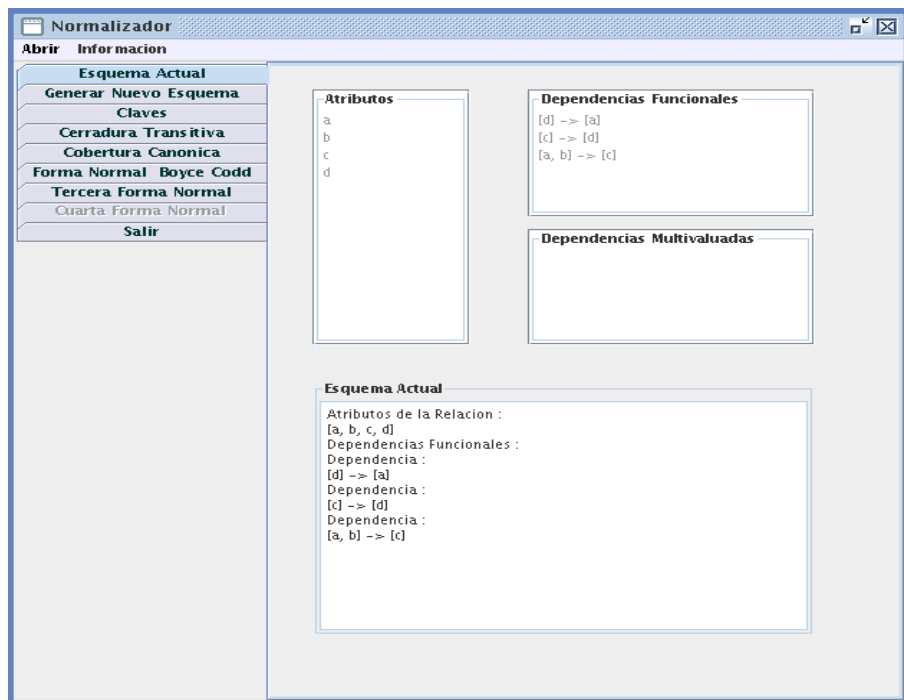 Normalizador
Abrir Informacion
Esquema Actual
Generar Nuevo Esquema
Claves
Cerradura Transitiva
Cobertura Canonica
Forma Normal Boyce Codd
Tercera Forma Normal
Cuarta Forma Normal
Salir
Atributos
a
b
c
d
Dependencias Funcionales
[d] -> [a]
[c] -> [d]
[a, b] -> [c]
Dependencias Multivaluadas
Esquema Actual
Atributos de la Relacion :
[a, b, c, d]
Dependencias Funcionales :
Dependencia :
[d] -> [a]
Dependencia :
[c] -> [d]
Dependencia :
[a, b] -> [c]